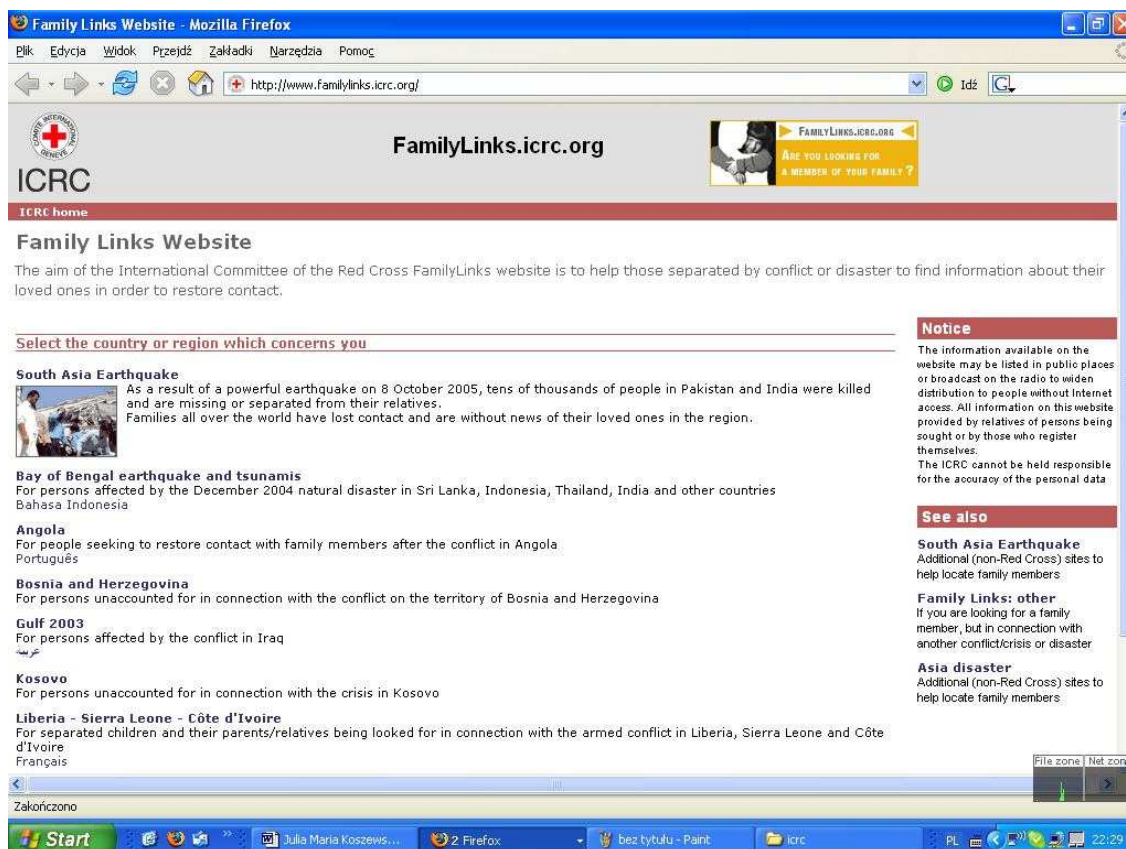 Family Links Website - Mozilla Firefox
Plik Edycja Widok Przejdź Zakładki Narzędzia Pomoc
http://www.familylinks.icrc.org/
Idź
COMITE INTERNATIONAL GENEVE
ICRC
FamilyLinks.icrc.org
FAMILYLINKS.ICRC.ORG
ARE YOU LOOKING FOR
A MEMBER OF YOUR FAMILY ?
ICRC home
Family Links Website
The aim of the International Committee of the Red Cross FamilyLinks website is to help those separated by conflict or disaster to find information about their
loved ones in order to restore contact.
Select the country or region which concerns you
South Asia Earthquake
As a result of a powerful earthquake on 8 October 2005, tens of thousands of people in Pakistan and India were killed
and are missing or separated from their relatives.
Families all over the world have lost contact and are without news of their loved ones in the region.
Bay of Bengal earthquake and tsunamis
For persons affected by the December 2004 natural disaster in Sri Lanka, Indonesia, Thailand, India and other countries
Bahasa Indonesia
Angola
For people seeking to restore contact with family members after the conflict in Angola
Português
Bosnia and Herzegovina
For persons unaccounted for in connection with the conflict on the territory of Bosnia and Herzegovina
Gulf 2003
For persons affected by the conflict in Iraq
عربية
Kosovo
For persons unaccounted for in connection with the crisis in Kosovo
Liberia - Sierra Leone - Côte d'Ivoire
For separated children and their parents/relatives being looked for in connection with the armed conflict in Liberia, Sierra Leone and Côte
d'Ivoire
Français
Notice
The information available on the
website may be listed in public places
or broadcast on the radio to widen
distribution to people without Internet
access. All information on this website
provided by relatives of persons being
sought or by those who register
themselves.
The ICRC cannot be held responsible
for the accuracy of the personal data
See also
South Asia Earthquake
Additional (non-Red Cross) sites to
help locate family members
Family Links: other
If you are looking for a family
member, but in connection with
another conflict/crisis or disaster
Asia disaster
Additional (non-Red Cross) sites to
help locate family members
File zone Net zon
Zakończono
Start
Julia Maria Koszews...
2 Firefox
bez tytułu - Paint
icrc
PL
22:29